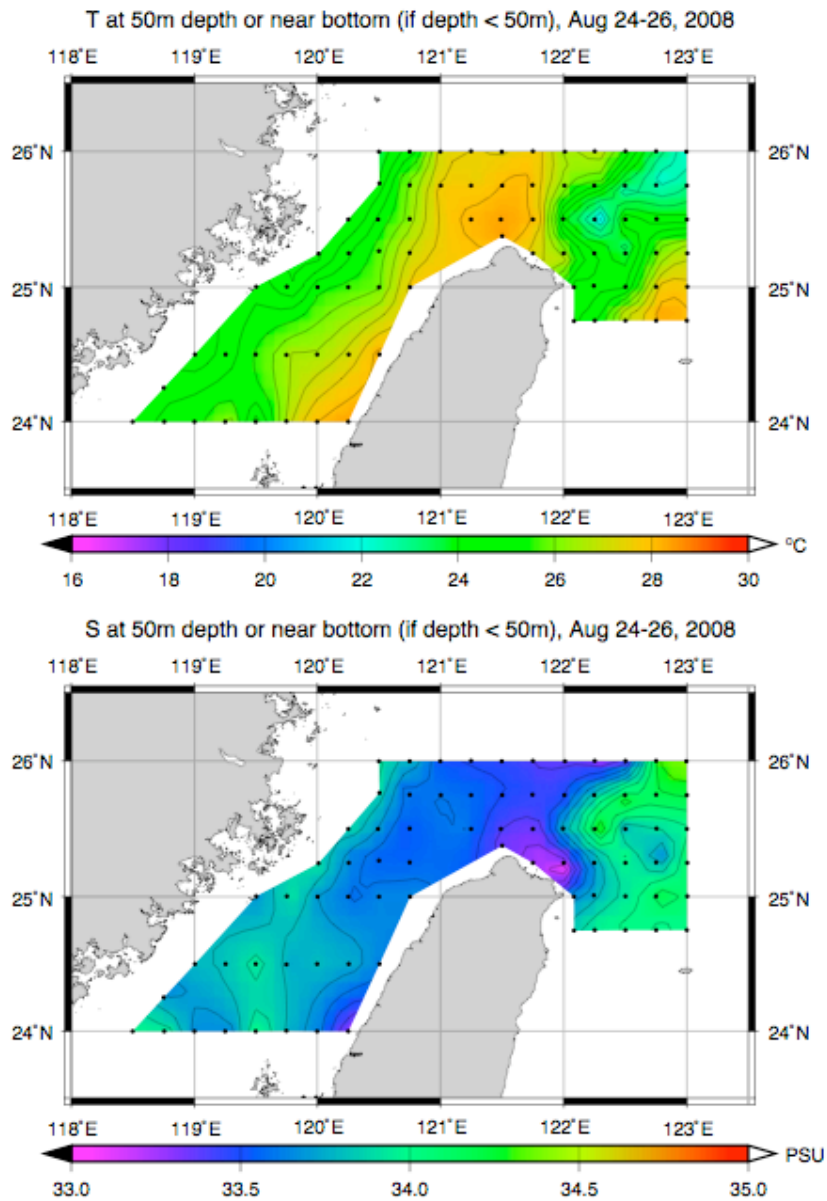 T at 50m depth or near bottom (if depth < 50m), Aug 24-26, 2008
118˚E 119˚E 120˚E 121˚E 122˚E 123˚E
26˚N 26˚N
25˚N 25˚N
24˚N 24˚N
118˚E 119˚E 120˚E 121˚E 122˚E 123˚E
°C
16 18 20 22 24 26 28 30
S at 50m depth or near bottom (if depth < 50m), Aug 24-26, 2008
118˚E 119˚E 120˚E 121˚E 122˚E 123˚E
26˚N 26˚N
25˚N 25˚N
24˚N 24˚N
118˚E 119˚E 120˚E 121˚E 122˚E 123˚E
PSU
33.0 33.5 34.0 34.5 35.0